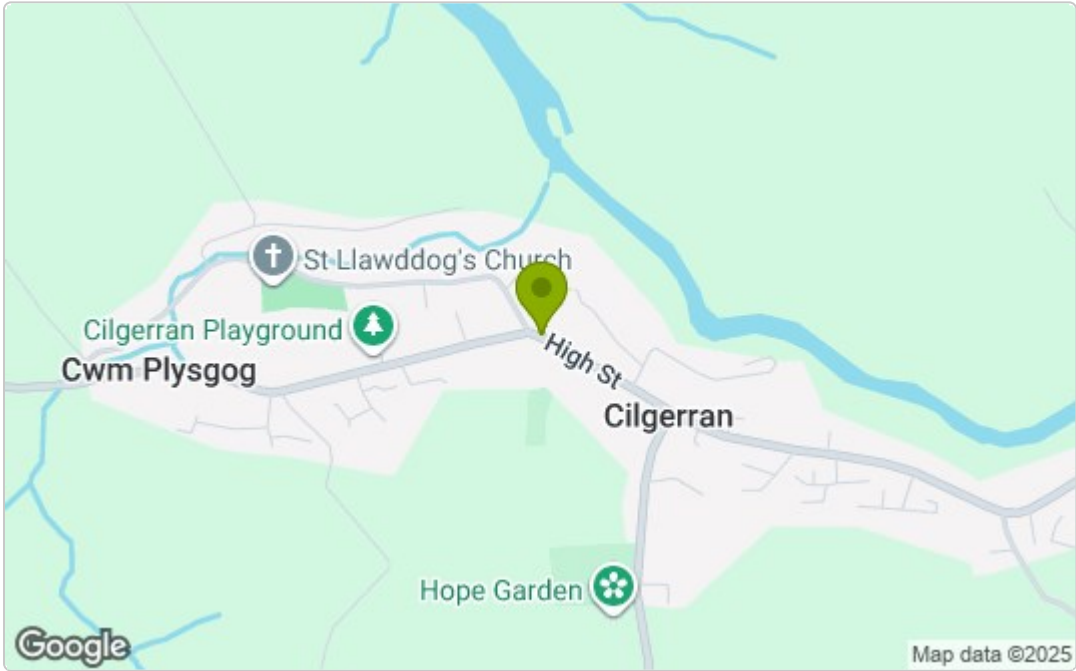 St Llawddog's Church
Cilgerran Playground
Cwm Plysgog
High St
Cilgerran
Hope Garden
Google
Map data ©2025